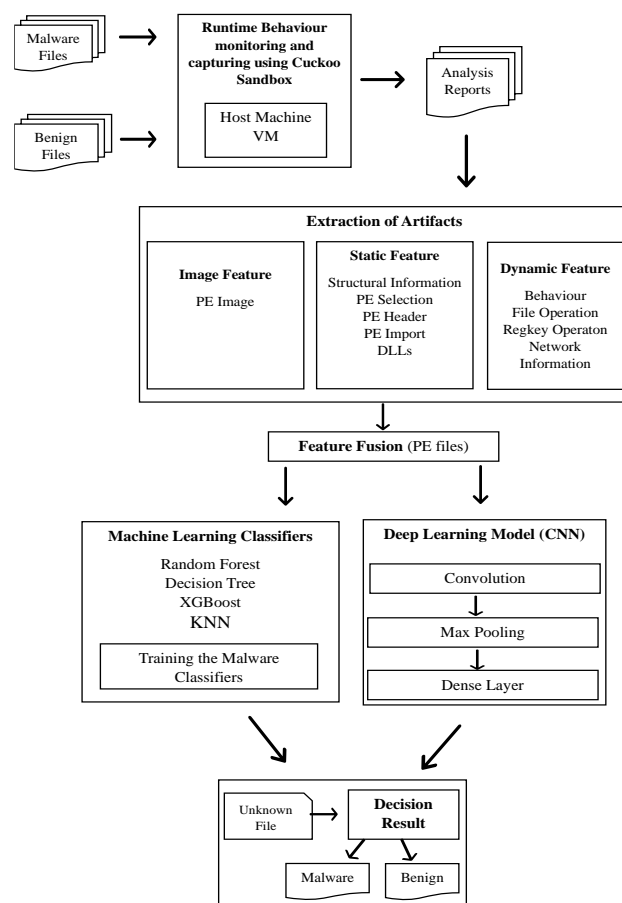 Malware
Files
Benign
Files
Runtime Behaviour
monitoring and
capturing using Cuckoo
Sandbox
Host Machine
VM
Analysis
Reports
Extraction of Artifacts
Image Feature
PE Image
Static Feature
Structural Information
PE Selection
PE Header
PE Import
DLLs
Dynamic Feature
Behaviour
File Operation
Regkey Operaton
Network
Information
Feature Fusion (PE files)
Machine Learning Classifiers
Random Forest
Decision Tree
XGBoost
KNN
Training the Malware
Classifiers
Deep Learning Model (CNN)
Convolution
Max Pooling
Dense Layer
Unknown
File
Decision
Result
Malware
Benign